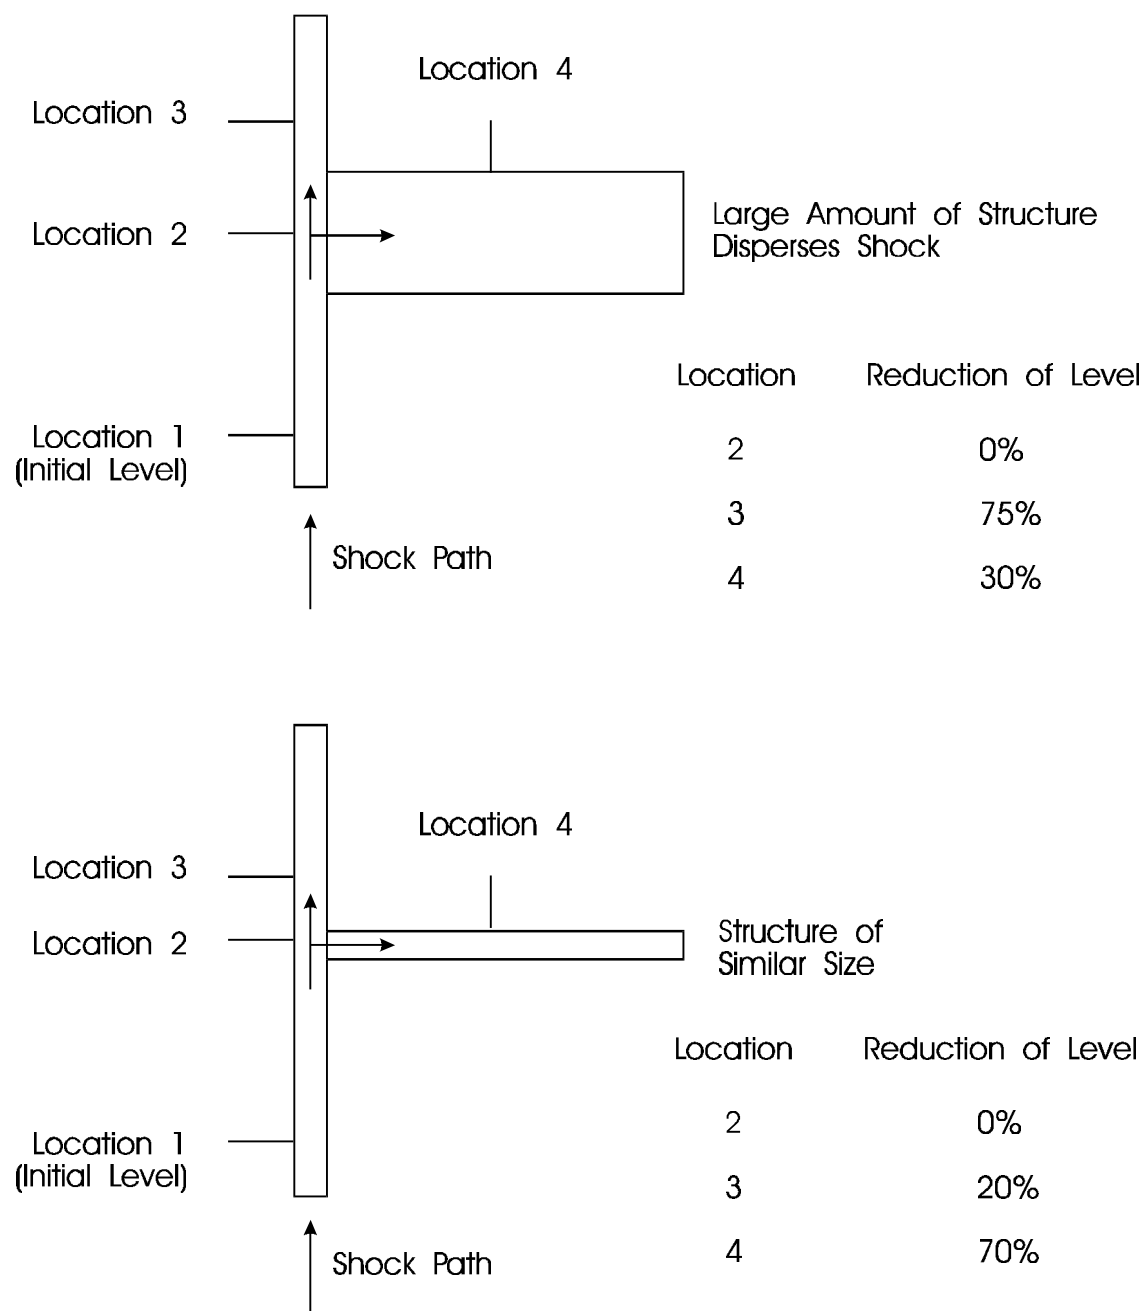 Location 4
Location 3
Location 2
Large Amount of Structure
Disperses Shock
Location Reduction of Level
Location 1
(Initial Level)
2 0%
3 75%
Shock Path
4 30%
Location 4
Location 3
Location 2
Structure of
Similar Size
Location Reduction of Level
2 0%
Location 1
(Initial Level)
3 20%
4 70%
Shock Path